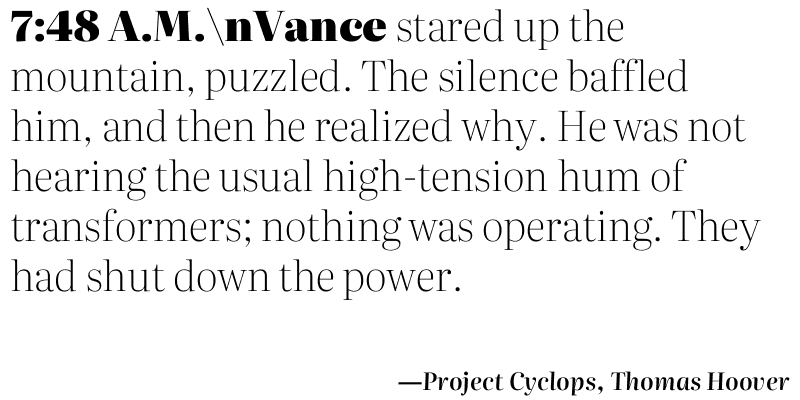 7:48 A.M.\nVance stared up the
mountain, puzzled. The silence baffled
him, and then he realized why. He was not
hearing the usual high-tension hum of
transformers; nothing was operating. They
had shut down the power.
—Project Cyclops, Thomas Hoover